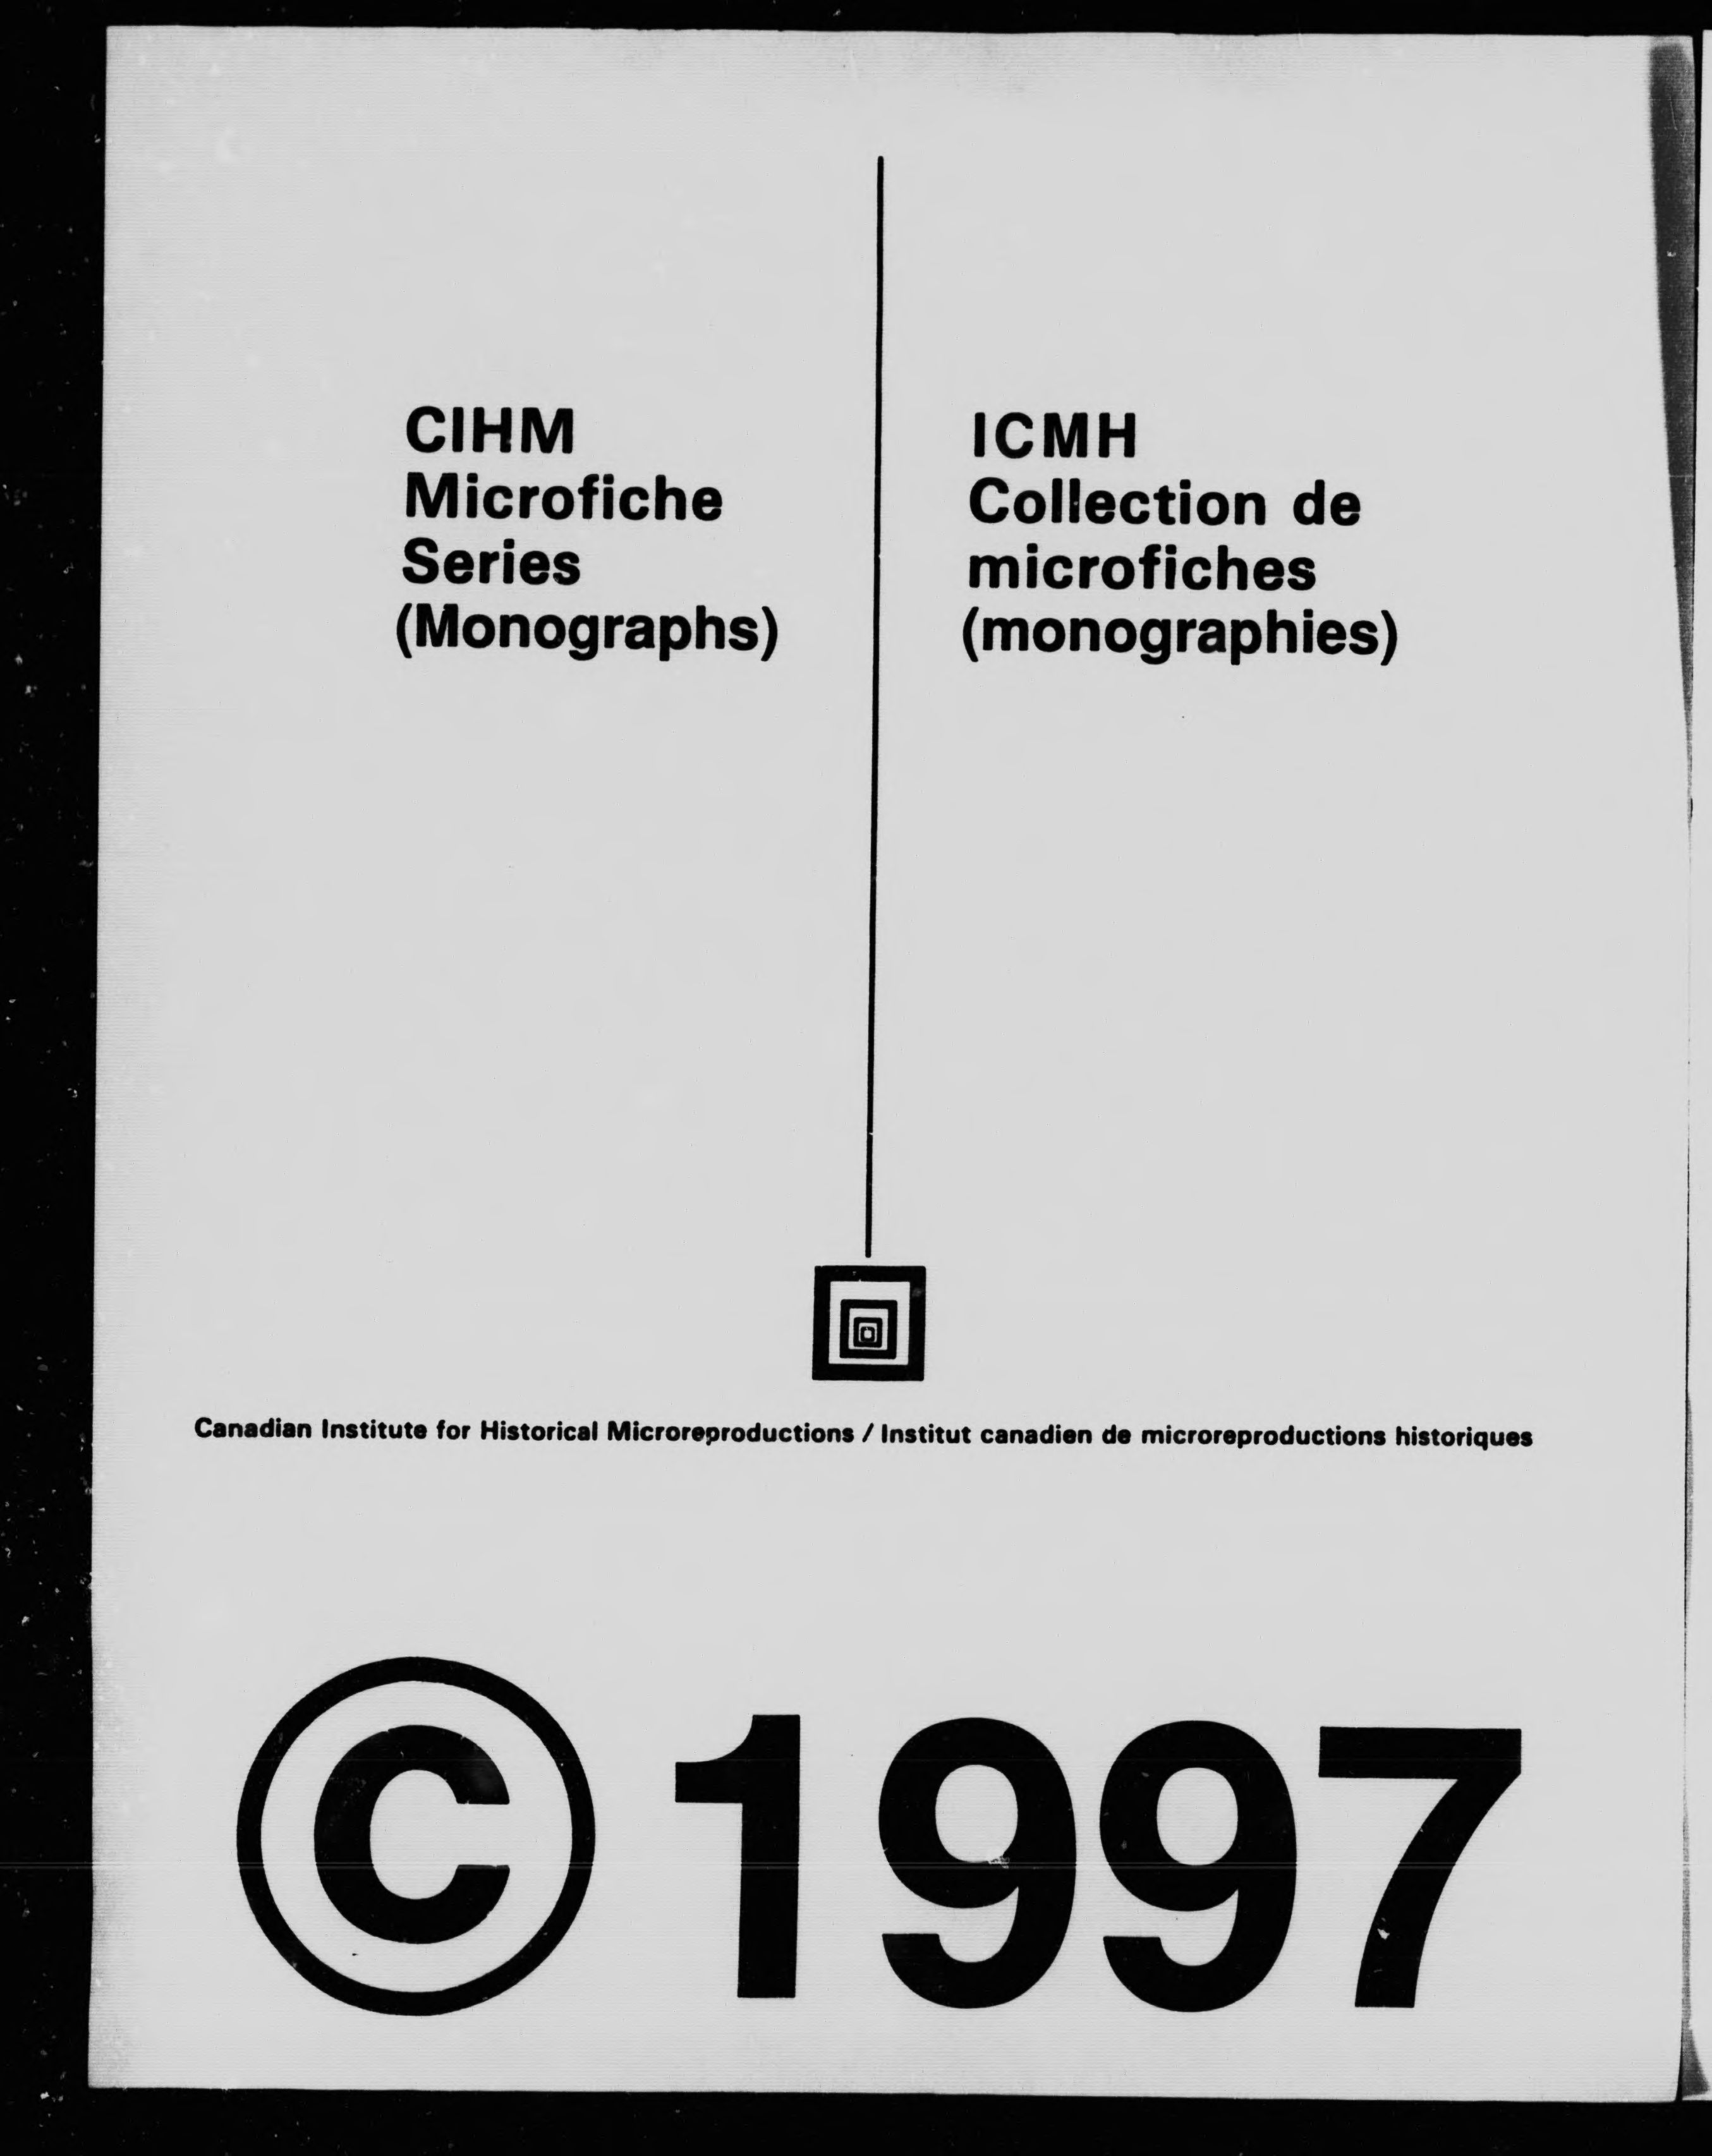 CIHM
Microfiche
Series
(Monographs)
ICMH
Collection de
microfiches
(monographies)
Canadian Institute for Historical Microreproductions / Institut canadien de microreproductions historiques
© 1997